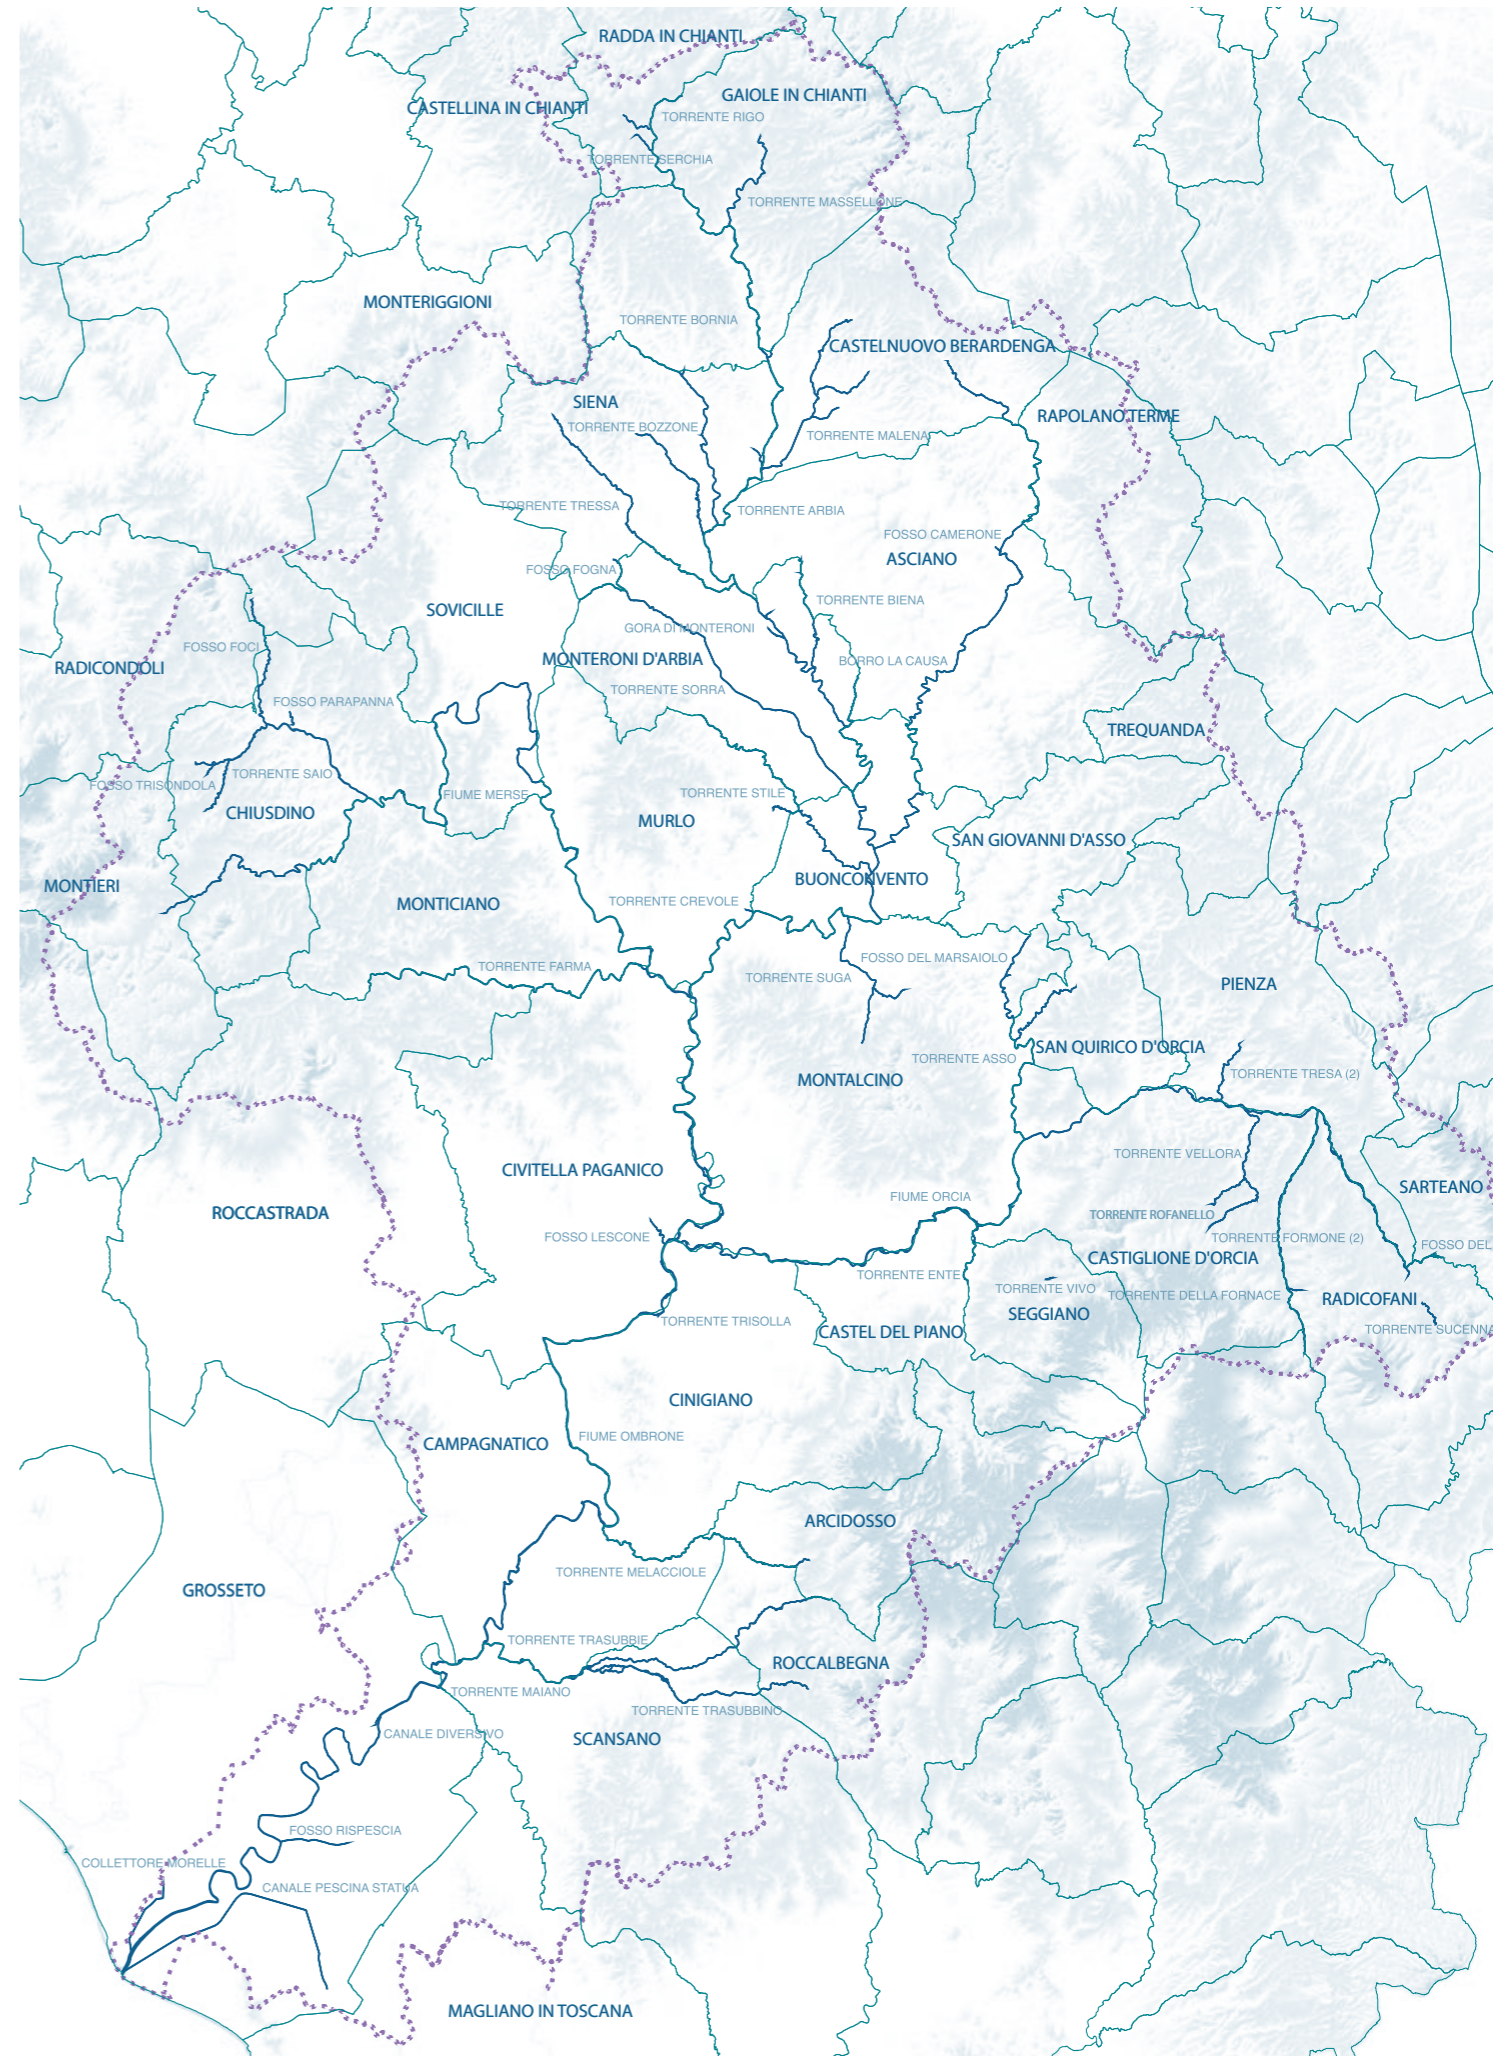 RADDA IN CHIANTI
GAIOLE IN CHIANTI
CASTELLINA IN CHIANTI
TORRENTE RIGO
TORRENTE SERCHIA
TORRENTE MASSELLONE
MONTERIGGIONI
TORRENTE BORNIA
CASTELNUOVO BERARDENGA
SIENA
RAPOLANO TERME
TORRENTE BOZZONE
TORRENTE MALENA
TORRENTE TRESSA
TORRENTE ARBIA
FOSSO CAMERONE
ASCIANO
FOSSO FOGNA
TORRENTE BIENA
SOVICILLE
GORA DI MONTERONI
FOSSO FOCI
MONTERONI D'ARBIA
BORRO LA CAUSA
RADICONDOLI
TORRENTE SORRA
FOSSO PARAPANNA
TREQUANDA
TORRENTE SAIO
FOSSO TRISONDOLA
FIUME MERSE
TORRENTE STILE
CHIUSDINO
MURLO
SAN GIOVANNI D'ASSO
BUONCONVENTO
MONTIERI
MONTICIANO
TORRENTE CREVOLE
FOSSO DEL MARSAIOLO
TORRENTE FARMA
TORRENTE SUGA
PIENZA
SAN QUIRICO D'ORCIA
TORRENTE ASSO
TORRENTE TRESA (2)
MONTALCINO
TORRENTE VELLORA
CIVITELLA PAGANICO
SARTEANO
FIUME ORCIA
ROCCASTRADA
TORRENTE ROFANELLO
FOSSO LESCONE
TORRENTE FORMONE (2)
FOSSO DEL
CASTIGLIONE D'ORCIA
TORRENTE ENTE
TORRENTE VIVO
TORRENTE DELLA FORNACE
RADICOFANI
SEGGIANO
TORRENTE TRISOLLA
CASTEL DEL PIANO
TORRENTE SUCENNA
CINIGIANO
FIUME OMBRONE
CAMPAGNATICO
ARCIDOSSO
TORRENTE MELACCIOLE
GROSSETO
TORRENTE TRASUBBIE
ROCCALBEGNA
TORRENTE MAIANO
TORRENTE TRASUBBINO
CANALE DIVERSIVO
SCANSANO
FOSSO RISPESCIA
COLLETTORE MORELLE
CANALE PESCINA STATUA
MAGLIANO IN TOSCANA